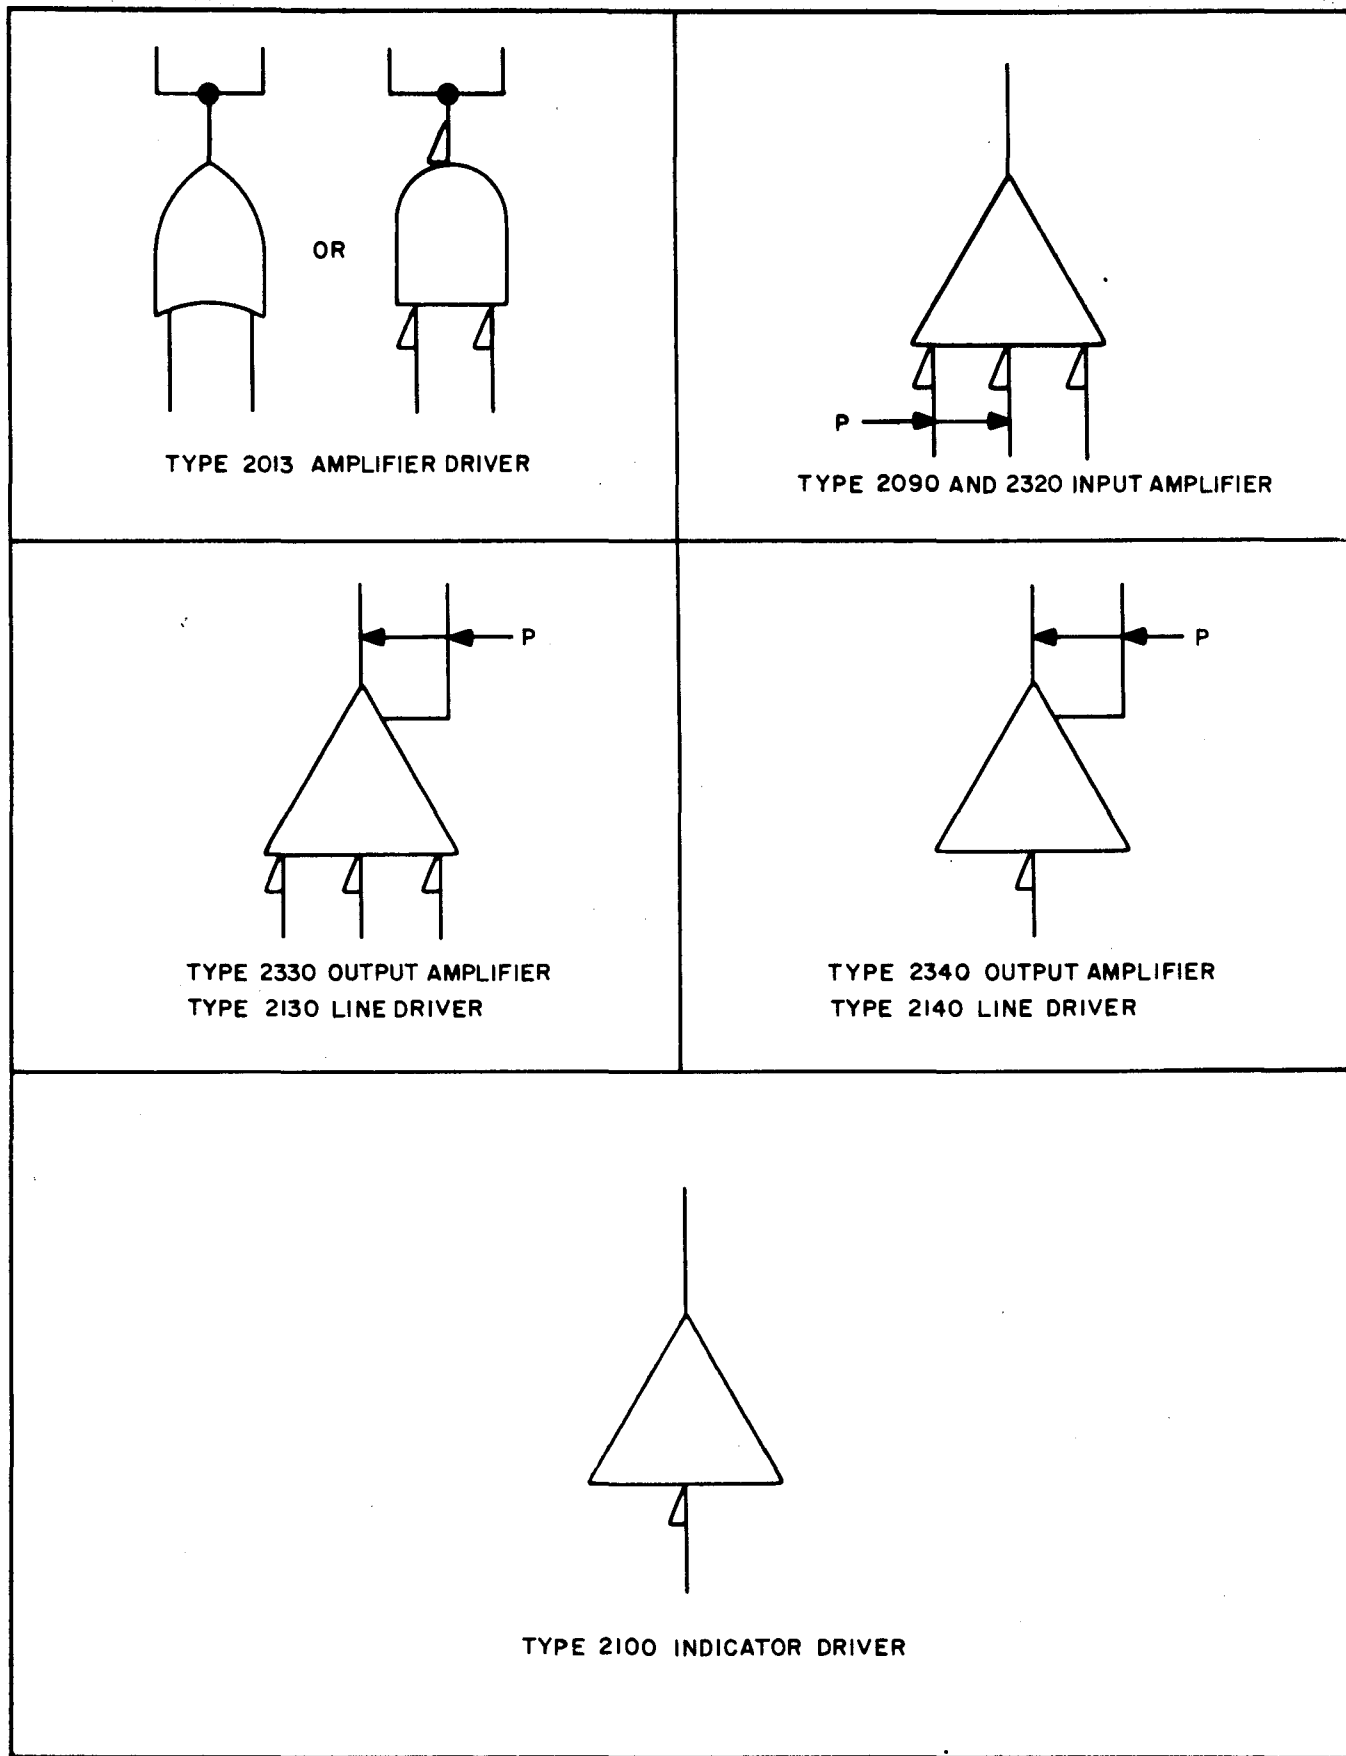 OR
TYPE 2013 AMPLIFIER DRIVER
P
TYPE 2090 AND 2320 INPUT AMPLIFIER
P
TYPE 2330 OUTPUT AMPLIFIER
TYPE 2130 LINE DRIVER
P
TYPE 2340 OUTPUT AMPLIFIER
TYPE 2140 LINE DRIVER
TYPE 2100 INDICATOR DRIVER